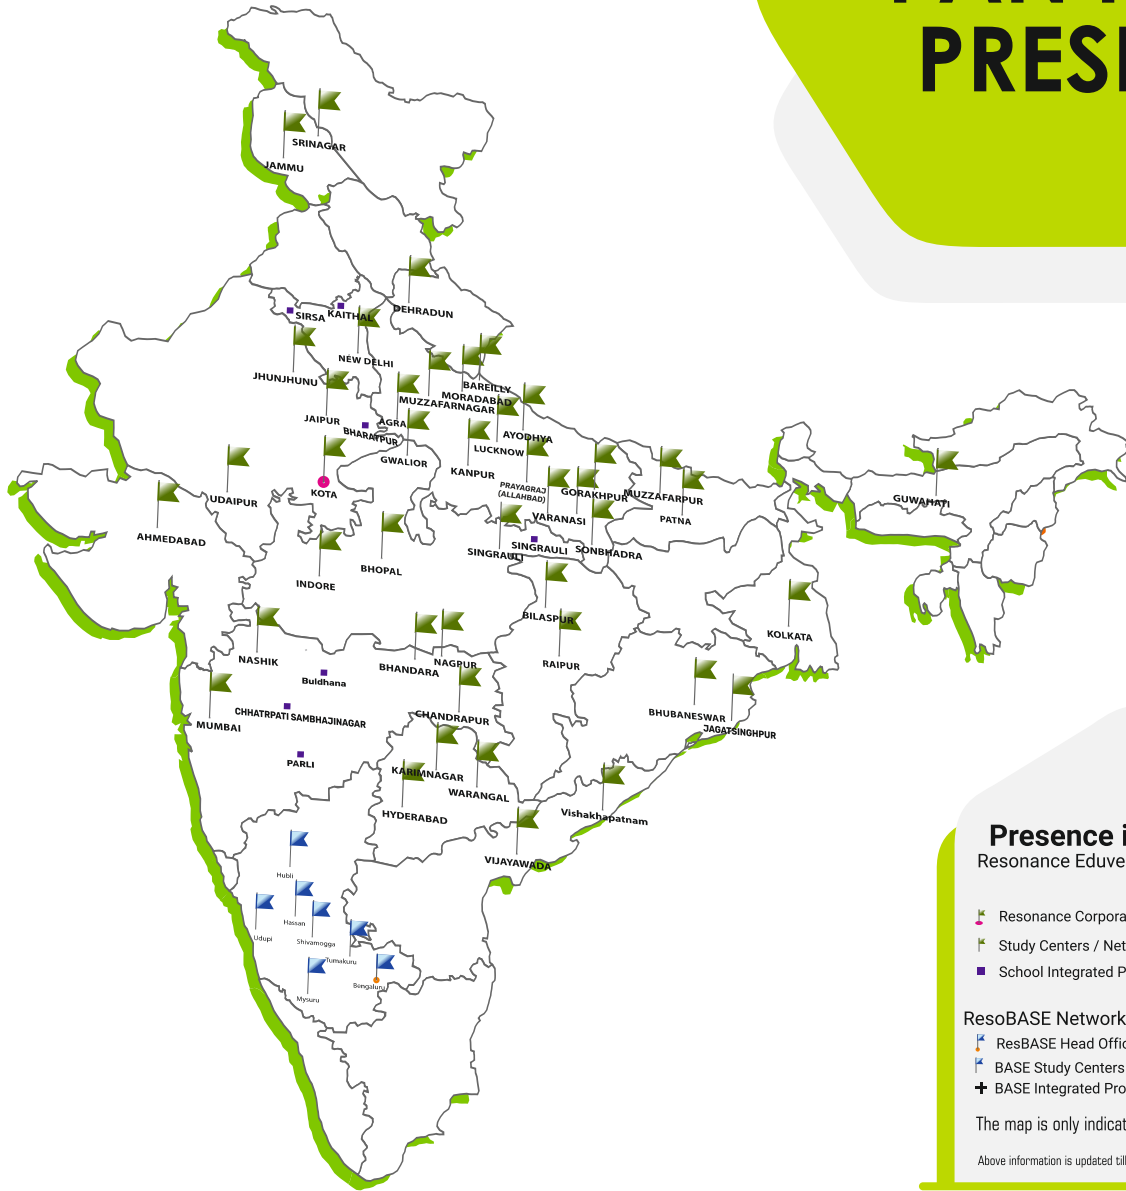 PRESE
SRINAGAR
JAMMU
DEHRADUN
SIRSA
KAITHAL
NEW DELHI
JHUNJHUNU
BAREILLY
MORADABAD
MUZZAFARNAGAR
JAIPUR
AGRA
BHARATPUR
AYODHYA
LUCKNOW
GWALIOR
KANPUR
KOTA
UDAIPUR
PRAYAGRAJ
(ALLAHBAD)
GORAKHPUR
MUZZAFARPUR
GUWAHATI
VARANASI
PATNA
AHMEDABAD
SINGRAULI
SINGRAULI
SONBHADRA
BHOPAL
INDORE
BILASPUR
KOLKATA
NASHIK
BHANDARA
NAGPUR
RAIPUR
Buldhana
CHHATRPATI SAMBHAJINAGAR
CHANDRAPUR
BHUBANESWAR
JAGATSINGHPUR
MUMBAI
PARLI
KARIMNAGAR
WARANGAL
HYDERABAD
Vishakhapatnam
VIJAYAWADA
Hubli
Hassan
Udupi
Shivamogga
Tumakuru
Bengaluru
Mysuru
Presence i
Resonance Eduve
Resonance Corpora
Study Centers / Net
School Integrated P
ResoBASE Network
ResBASE Head Offic
BASE Study Centers
BASE Integrated Pro
The map is only indicat
Above information is updated till